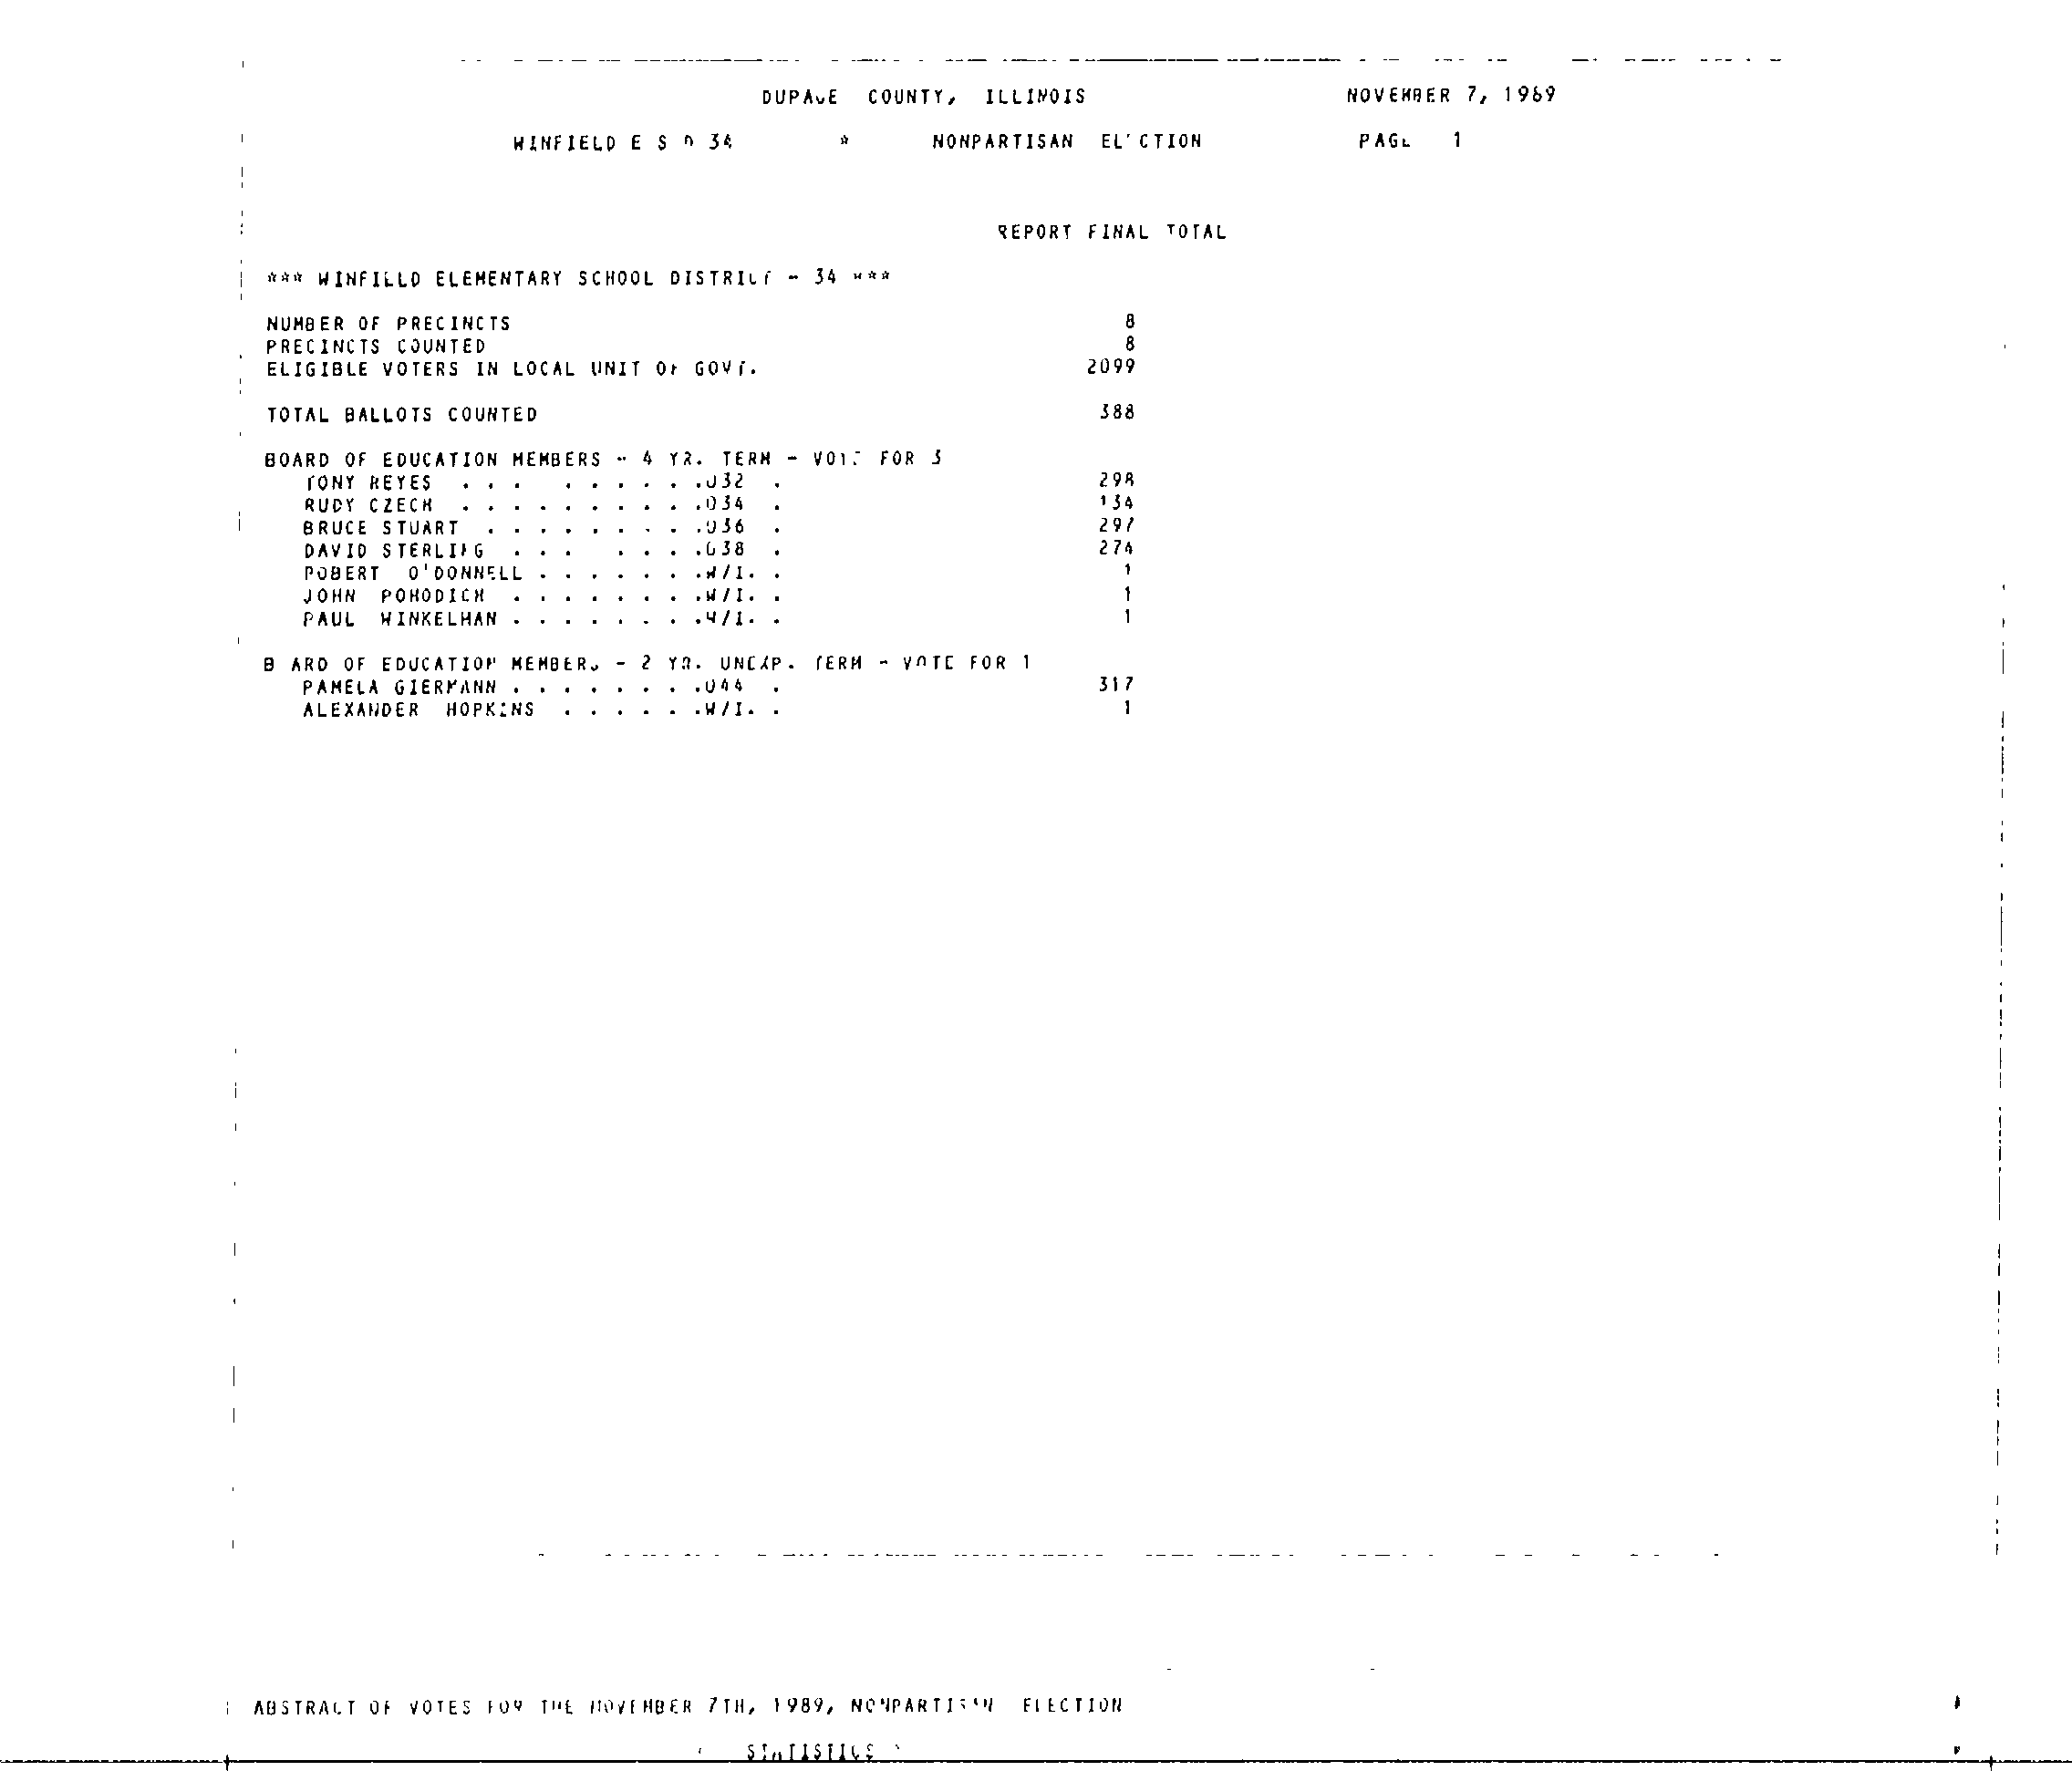 DUPAGE COUNTY, ILLINOIS NOVEMBER 7, 1989
WINFIELD E S D 34 * NONPARTISAN ELECTION PAGE 1
REPORT FINAL TOTAL
*** WINFIELD ELEMENTARY SCHOOL DISTRICT - 34 ***
NUMBER OF PRECINCTS 8
PRECINCTS COUNTED 8
ELIGIBLE VOTERS IN LOCAL UNIT OF GOVT. 2099
TOTAL BALLOTS COUNTED 388
BOARD OF EDUCATION MEMBERS - 4 YR. TERM - VOTE FOR 3
TONY REYES . . . . . . . . .032 . 298
RUDY CZECH . . . . . . . . . .034 . 134
BRUCE STUART . . . . . . . . .036 . 297
DAVID STERLING . . . . . . .038 . 274
ROBERT O'DONNELL . . . . . . .W/I. . 1
JOHN POHODICH . . . . . . . .W/I. . 1
PAUL WINKELHAN . . . . . . . .W/I. . 1
B ARD OF EDUCATION MEMBERS - 2 YR. UNEXP. TERM - VOTE FOR 1
PAMELA GIERMANN . . . . . . . .044 . 317
ALEXANDER HOPKINS . . . . . .W/I. . 1
ABSTRACT OF VOTES FOR THE NOVEMBER 7TH, 1989, NONPARTISAN ELECTION
STATISTICS